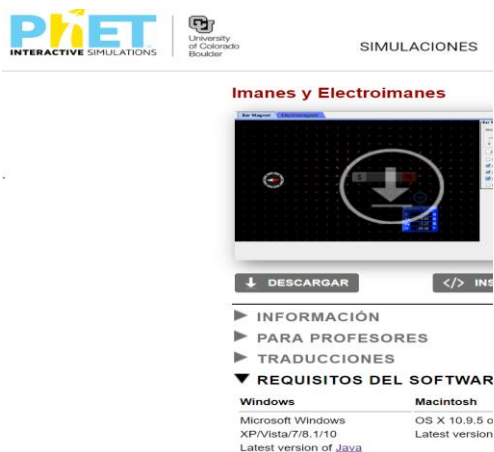 PhET
INTERACTIVE SIMULATIONS
University
of Colorado
Boulder
SIMULACIONES
Imanes y Electroimanes
Bar Magnet
Electromagnet
DESCARGAR
</> INS
INFORMACIÓN
PARA PROFESORES
TRADUCCIONES
REQUISITOS DEL SOFTWAR
Windows
Macintosh
Microsoft Windows
OS X 10.9.5 o
XP/Vista/7/8.1/10
Latest version
Latest version of Java